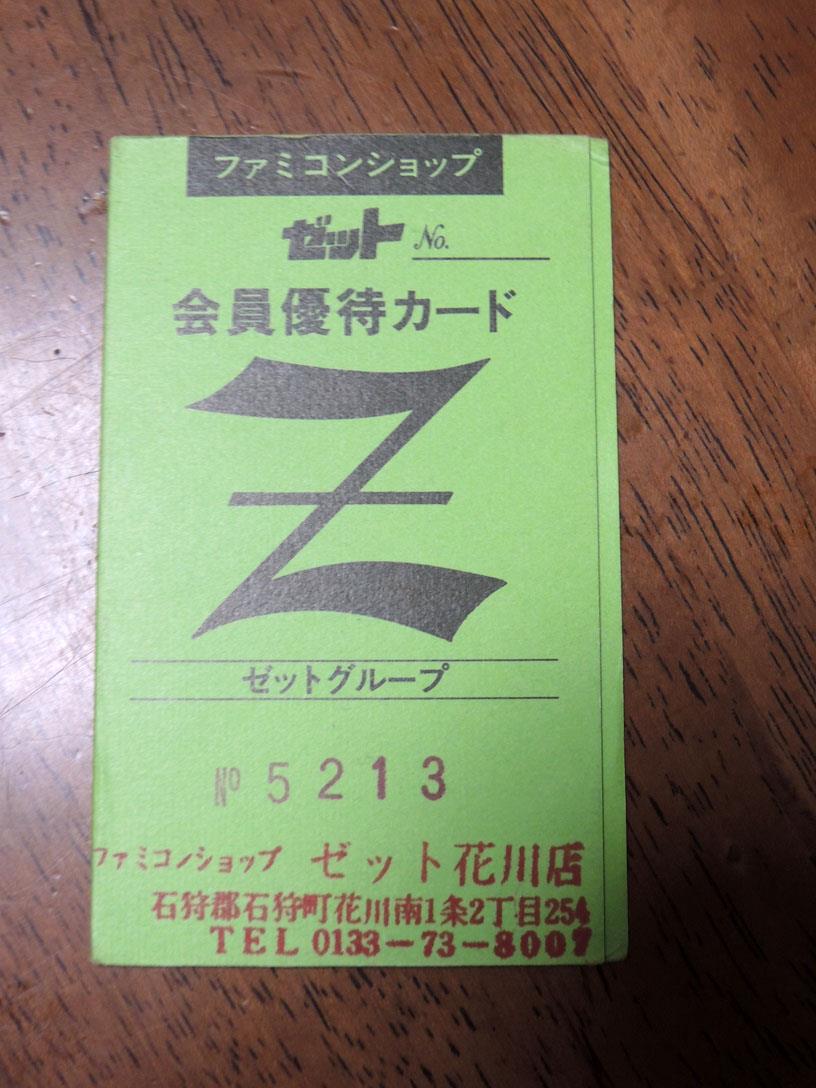 ファミコンショップ
ゼット No.
会員優待カード
Z
ゼットグループ
No 5213
ファミコンショップ ゼット花川店
石狩郡石狩町花川南1条2丁目254
TEL 0133-73-8007